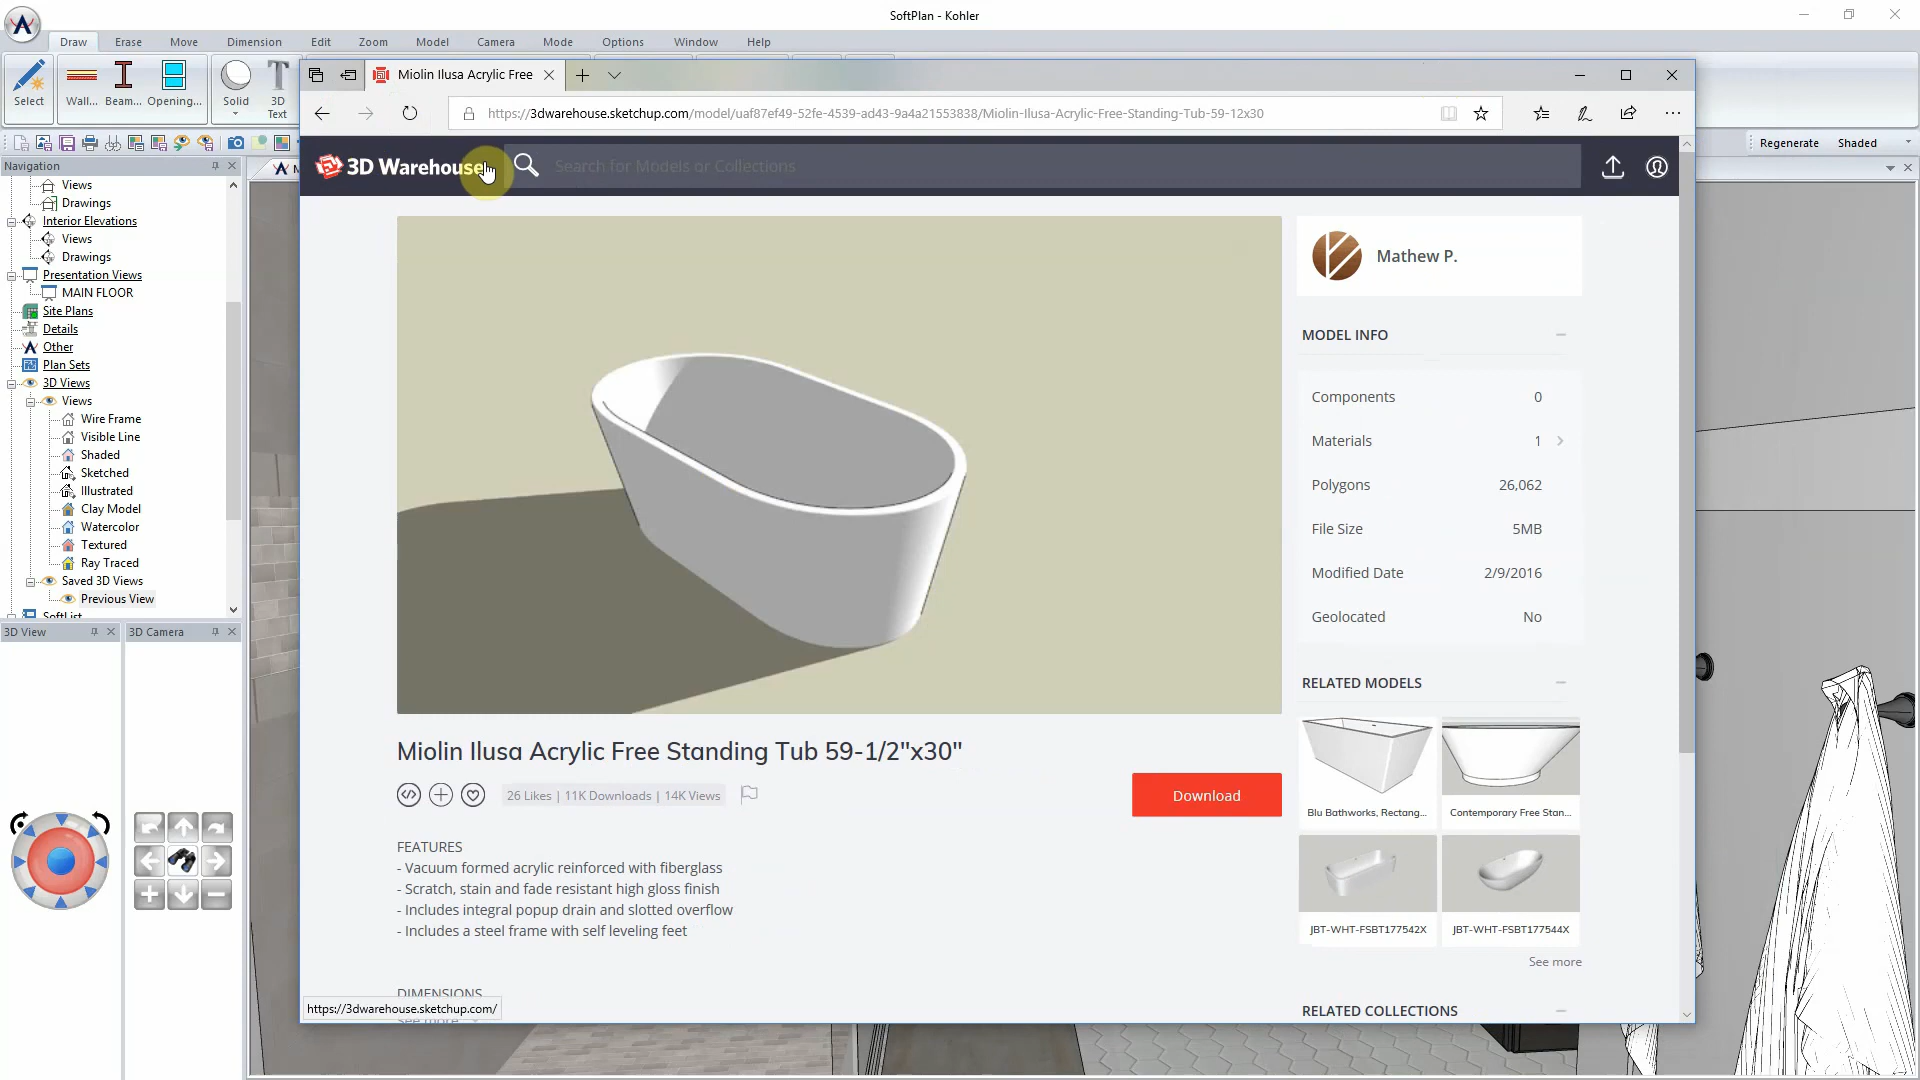 SoftPlan - Kohler
Draw Erase Move Dimension Edit Zoom Model Camera Mode Options Window Help
Select Wall... Beam... Opening... Solid 3D Text
Miolin Ilusa Acrylic Free
https://3dwarehouse.sketchup.com/model/uaf87ef49-52fe-4539-ad43-9a4a21553838/Miolin-Ilusa-Acrylic-Free-Standing-Tub-59-12x30
Regenerate Shaded
3D Warehouse
Search for Models or Collections
Navigation
Views
Drawings
Interior Elevations
Views
Drawings
Presentation Views
MAIN FLOOR
Site Plans
Details
Other
Plan Sets
3D Views
Views
Wire Frame
Visible Line
Shaded
Sketched
Illustrated
Clay Model
Watercolor
Textured
Ray Traced
Saved 3D Views
Previous View
SoftList
3D View
3D Camera
Mathew P.
MODEL INFO
Components 0
Materials 1
Polygons 26,062
File Size 5MB
Modified Date 2/9/2016
Geolocated No
RELATED MODELS
Blu Bathworks, Rectang...
Contemporary Free Stan...
JBT-WHT-FSBT177542X
JBT-WHT-FSBT177544X
See more
RELATED COLLECTIONS
Miolin Ilusa Acrylic Free Standing Tub 59-1/2"x30"
26 Likes | 11K Downloads | 14K Views
Download
FEATURES
- Vacuum formed acrylic reinforced with fiberglass
- Scratch, stain and fade resistant high gloss finish
- Includes integral popup drain and slotted overflow
- Includes a steel frame with self leveling feet
DIMENSIONS
See more
https://3dwarehouse.sketchup.com/